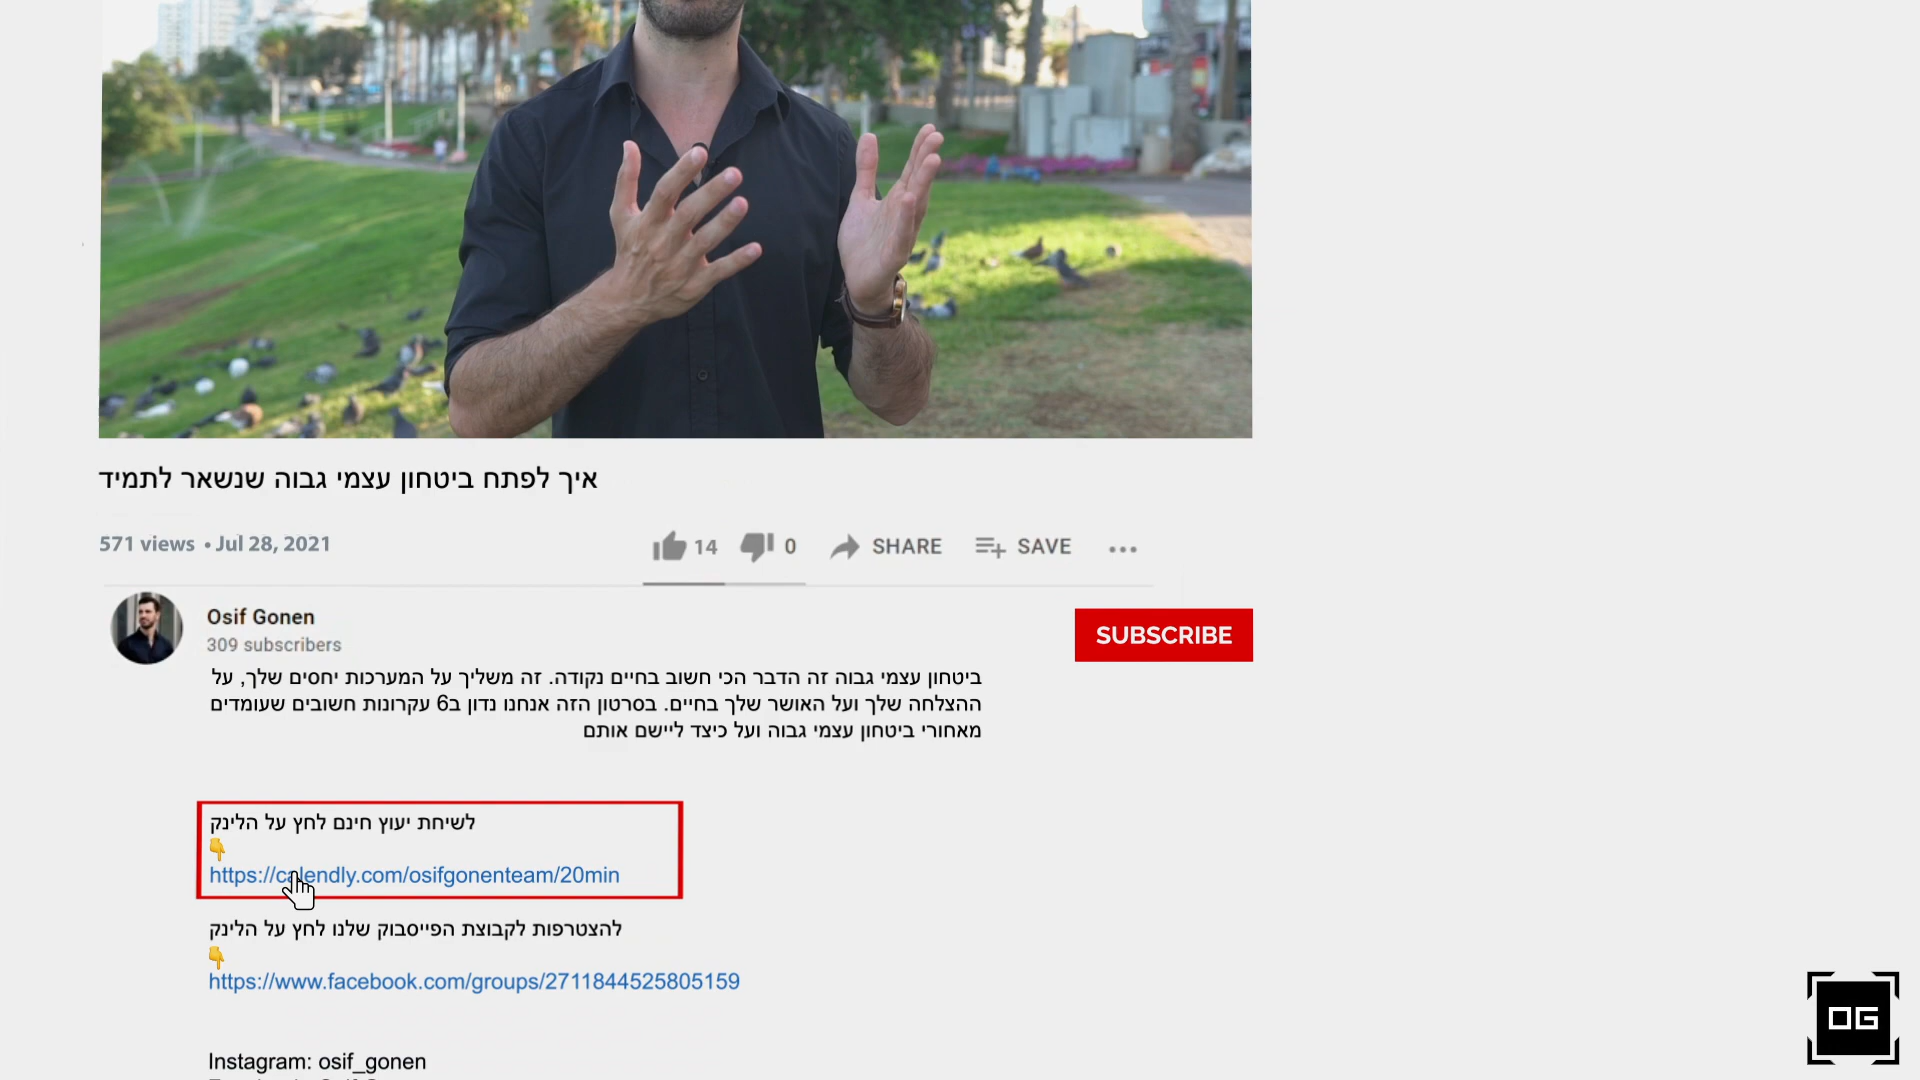 איך לפתח ביטחון עצמי גבוה שנשאר לתמיד
571 views • Jul 28, 2021
14
0
SHARE
SAVE
Osif Gonen
309 subscribers
SUBSCRIBE
ביטחון עצמי גבוה זה הדבר הכי חשוב בחיים נקודה. זה משליך על המערכות יחסים שלך, על
ההצלחה שלך ועל האושר שלך בחיים. בסרטון הזה אנחנו נדון ב6 עקרונות חשובים שעומדים
מאחורי ביטחון עצמי גבוה ועל כיצד ליישם אותם
לשיחת יעוץ חינם לחץ על הלינק
👇
https://calendly.com/osifgonenteam/20min
להצטרפות לקבוצת הפייסבוק שלנו לחץ על הלינק
👇
https://www.facebook.com/groups/2711844525805159
Instagram: osif_gonen
OG